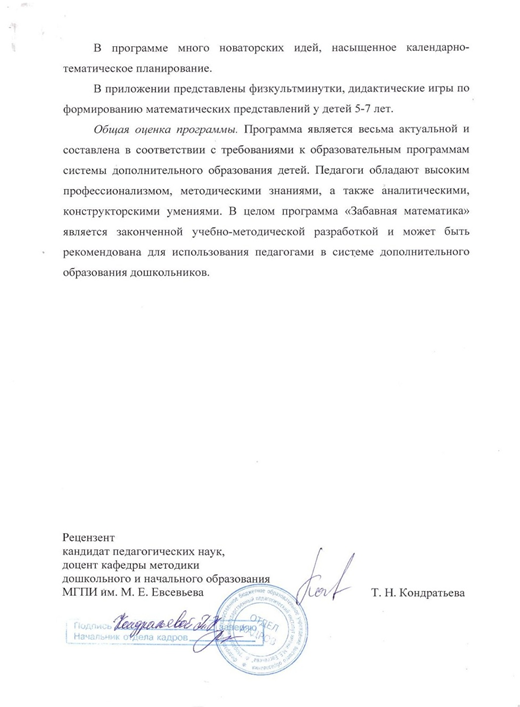 В программе много новаторских идей, насыщенное календарно-
тематическое планирование.
В приложении представлены физкультминутки, дидактические игры по
формированию математических представлений у детей 5-7 лет.
Общая оценка программы. Программа является весьма актуальной и
составлена в соответствии с требованиями к образовательным программам
системы дополнительного образования детей. Педагоги обладают высоким
профессионализмом, методическими знаниями, а также аналитическими,
конструкторскими умениями. В целом программа «Забавная математика»
является законченной учебно-методической разработкой и может быть
рекомендована для использования педагогами в системе дополнительного
образования дошкольников.
Рецензент
кандидат педагогических наук,
доцент кафедры методики
дошкольного и начального образования
МГПИ им. М. Е. Евсевьева
Т. Н. Кондратьева
ОТДЕЛ
КАДРОВ
Подпись Кондратьевой Т.Н. заверяю
Начальник отдела кадров